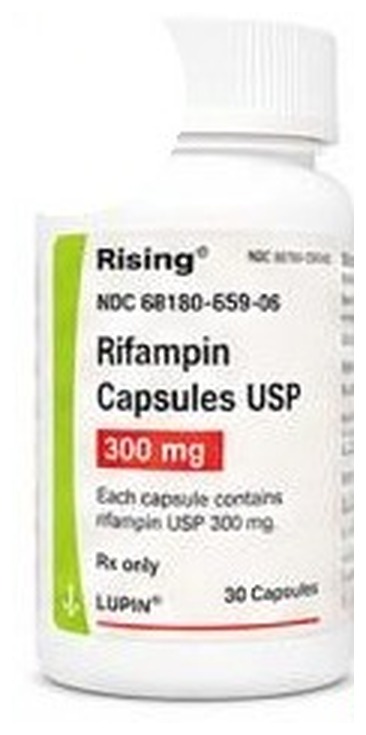 Rising®
NDC
NDC 68180-659-06
Rifampin
Capsules USP
300 mg
Each capsule contains
rifampin USP 300 mg
Rx only
LUPIN®
30 Capsules